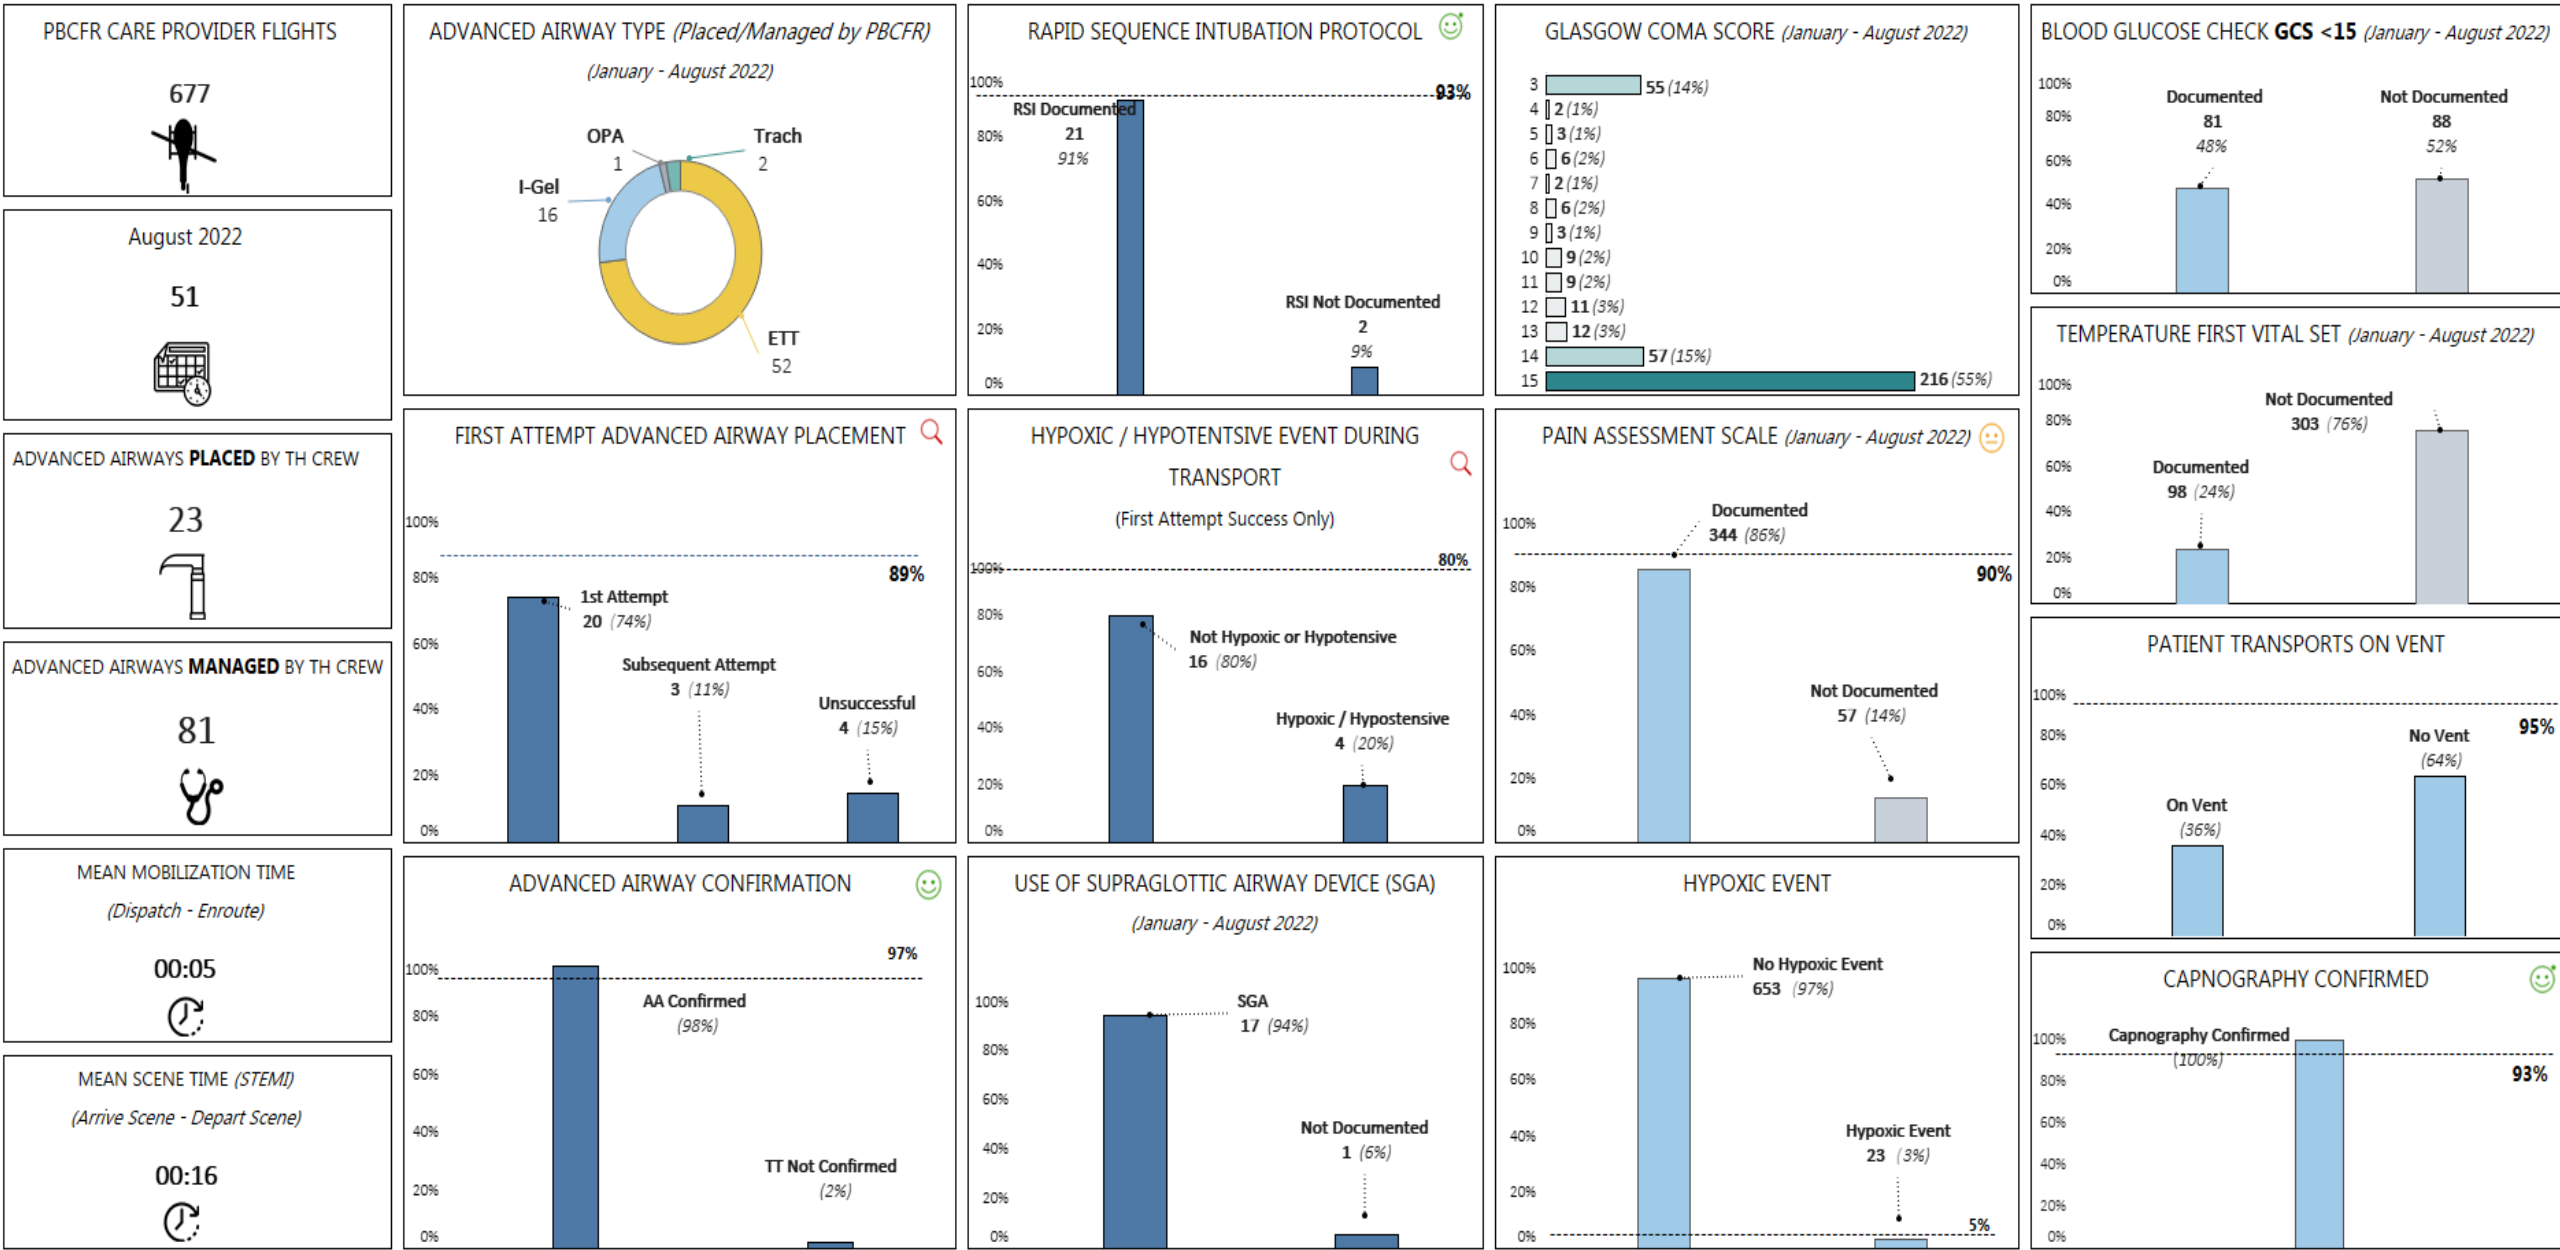 PBCFR CARE PROVIDER FLIGHTS
677
August 2022
51
ADVANCED AIRWAYS PLACED BY TH CREW
23
ADVANCED AIRWAYS MANAGED BY TH CREW
81
MEAN MOBILIZATION TIME
(Dispatch - Enroute)
00:05
MEAN SCENE TIME (STEMI)
(Arrive Scene - Depart Scene)
00:16
ADVANCED AIRWAY TYPE (Placed/Managed by PBCFR)
(January - August 2022)
OPA
1
Trach
2
I-Gel
16
ETT
52
FIRST ATTEMPT ADVANCED AIRWAY PLACEMENT
100%
80%
60%
40%
20%
0%
89%
1st Attempt
20 (74%)
Subsequent Attempt
3 (11%)
Unsuccessful
4 (15%)
ADVANCED AIRWAY CONFIRMATION
97%
100%
80%
60%
40%
20%
0%
AA Confirmed
(98%)
TT Not Confirmed
(2%)
RAPID SEQUENCE INTUBATION PROTOCOL
100%
80%
60%
40%
20%
0%
93%
RSI Documented
21
91%
RSI Not Documented
2
9%
HYPOXIC / HYPOTENTSIVE EVENT DURING
TRANSPORT
(First Attempt Success Only)
80%
100%
80%
60%
40%
20%
0%
Not Hypoxic or Hypotensive
16 (80%)
Hypoxic / Hypostensive
4 (20%)
USE OF SUPRAGLOTTIC AIRWAY DEVICE (SGA)
(January - August 2022)
100%
80%
60%
40%
20%
0%
SGA
17 (94%)
Not Documented
1 (6%)
GLASGOW COMA SCORE (January - August 2022)
3 55 (14%)
4 2 (1%)
5 3 (1%)
6 6 (2%)
7 2 (1%)
8 6 (2%)
9 3 (1%)
10 9 (2%)
11 9 (2%)
12 11 (3%)
13 12 (3%)
14 57 (15%)
15 216 (55%)
PAIN ASSESSMENT SCALE (January - August 2022)
100%
80%
60%
40%
20%
0%
Documented
344 (86%)
90%
Not Documented
57 (14%)
HYPOXIC EVENT
100%
80%
60%
40%
20%
0%
No Hypoxic Event
653 (97%)
Hypoxic Event
23 (3%)
5%
BLOOD GLUCOSE CHECK GCS <15 (January - August 2022)
100%
80%
60%
40%
20%
0%
Documented
81
48%
Not Documented
88
52%
TEMPERATURE FIRST VITAL SET (January - August 2022)
100%
80%
60%
40%
20%
0%
Not Documented
303 (76%)
Documented
98 (24%)
PATIENT TRANSPORTS ON VENT
100%
80%
60%
40%
20%
0%
95%
No Vent
(64%)
On Vent
(36%)
CAPNOGRAPHY CONFIRMED
100%
80%
60%
40%
20%
0%
Capnography Confirmed
(100%)
93%